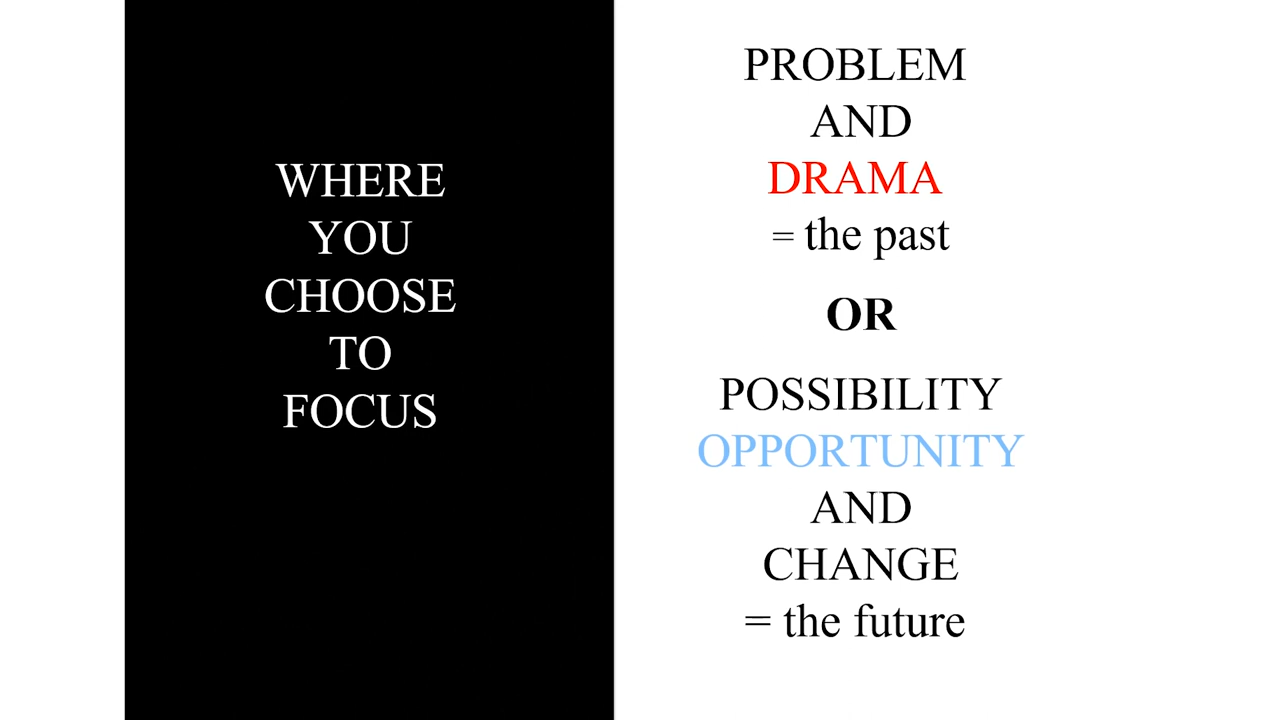 WHERE
YOU
CHOOSE
TO
FOCUS
PROBLEM
AND
DRAMA
= the past
OR
POSSIBILITY
OPPORTUNITY
AND
CHANGE
= the future